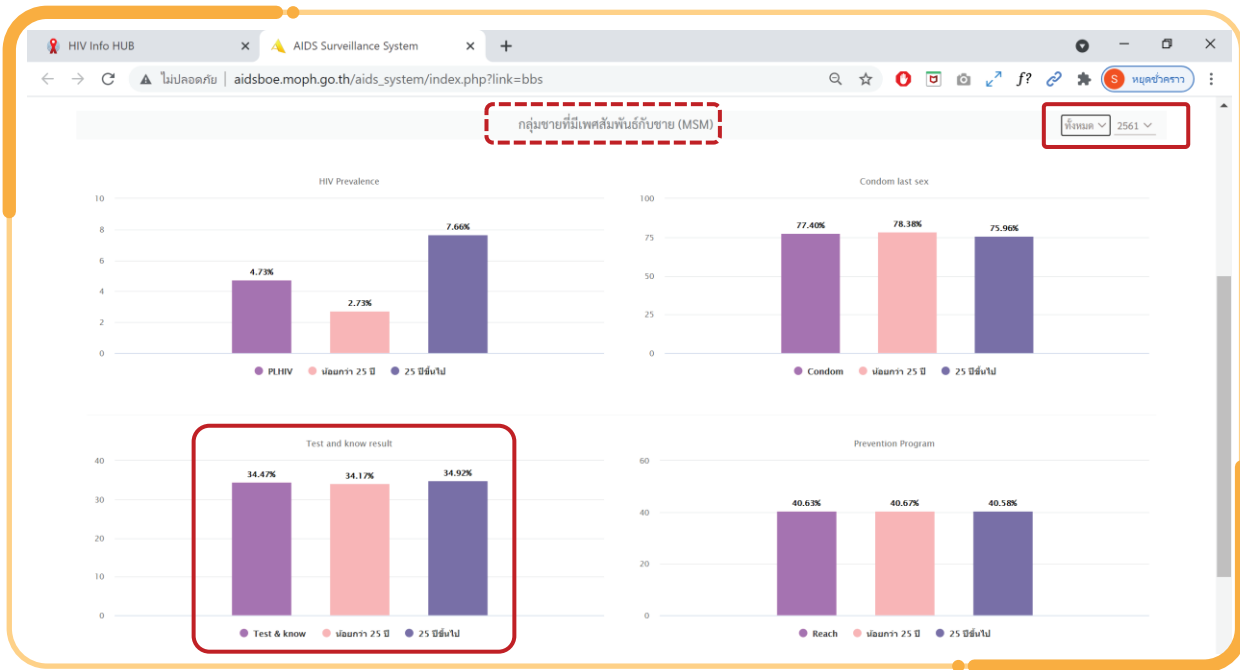 HIV Info HUB
AIDS Surveillance System
ไม่ปลอดภัย | aidsboe.moph.go.th/aids_system/index.php?link=bbs
f?
S หยุดชั่วคราว
กลุ่มชายที่มีเพศสัมพันธ์กับชาย (MSM)
ทั้งหมด 2561
HIV Prevalence
10
8
6
4
2
0
4.73%
2.73%
7.66%
PLHIV น้อยกว่า 25 ปี 25 ปีขึ้นไป
Condom last sex
100
75
50
25
0
77.40%
78.38%
75.96%
Condom น้อยกว่า 25 ปี 25 ปีขึ้นไป
Test and know result
40
30
20
10
0
34.47%
34.17%
34.92%
Test & know น้อยกว่า 25 ปี 25 ปีขึ้นไป
Prevention Program
60
40
20
0
40.63%
40.67%
40.58%
Reach น้อยกว่า 25 ปี 25 ปีขึ้นไป